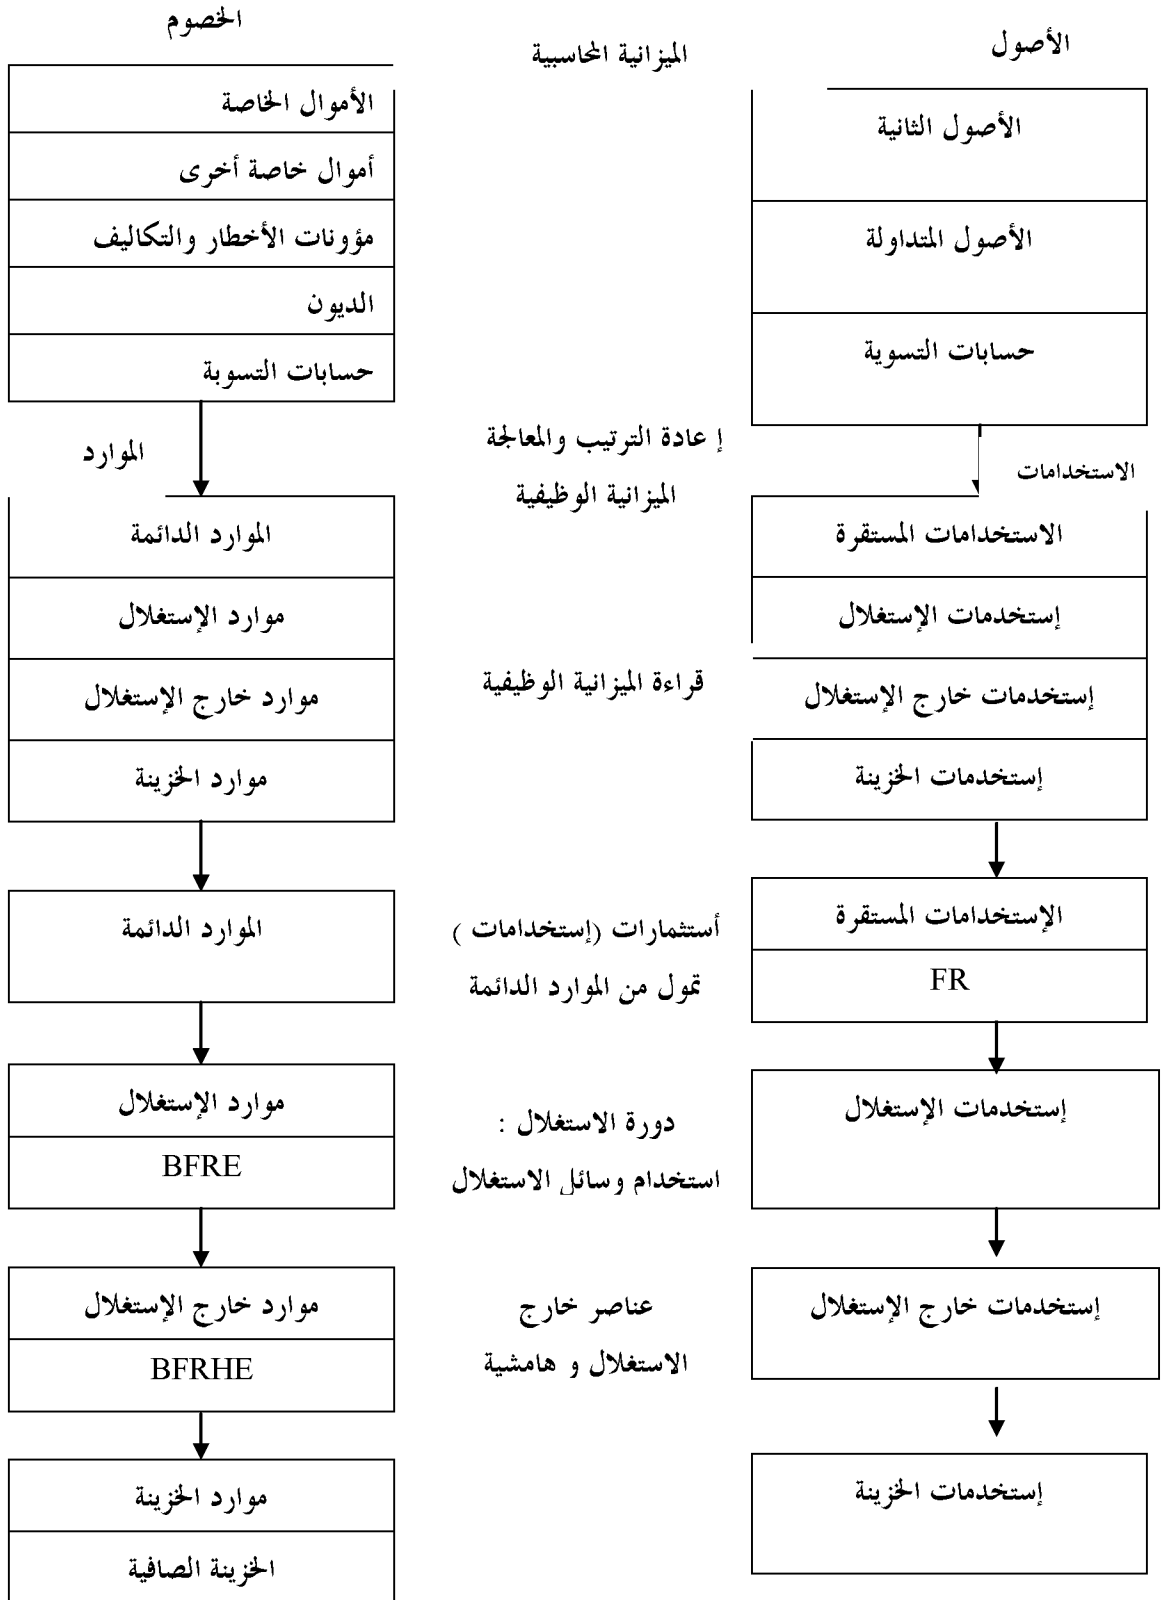 الأصول
الميزانية المحاسبية
الخصوم
الأصول الثانية
الأصول المتداولة
حسابات التسوية
الأموال الخاصة
أموال خاصة أخرى
مؤونات الأخطار والتكاليف
الديون
حسابات التسوبة
الاستخدامات
إ عادة الترتيب والمعالجة
الميزانية الوظيفية
الموارد
الاستخدامات المستقرة
إستخدمات الإستغلال
إستخدمات خارج الإستغلال
إستخدمات الخزينة
قراءة الميزانية الوظيفية
الموارد الدائمة
موارد الإستغلال
موارد خارج الإستغلال
موارد الخزينة
الإستخدامات المستقرة
FR
أستثمارات (إستخدامات )
تمول من الموارد الدائمة
الموارد الدائمة
إستخدمات الإستغلال
دورة الاستغلال :
استخدام وسائل الاستغلال
موارد الإستغلال
BFRE
إستخدمات خارج الإستغلال
عناصر خارج
الاستغلال و هامشية
موارد خارج الإستغلال
BFRHE
إستخدمات الخزينة
موارد الخزينة
الخزينة الصافية